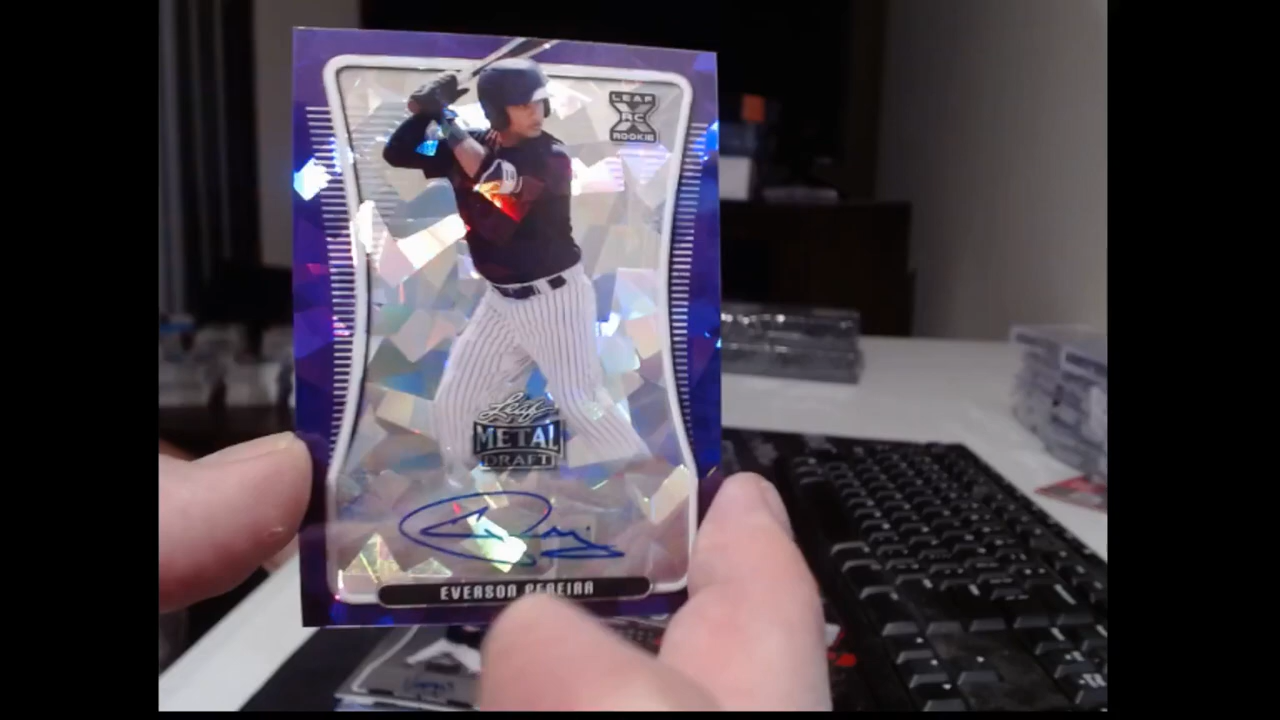 LEAF
RC
ROOKIE
Leaf
METAL
DRAFT
EVERSON PEREIRA